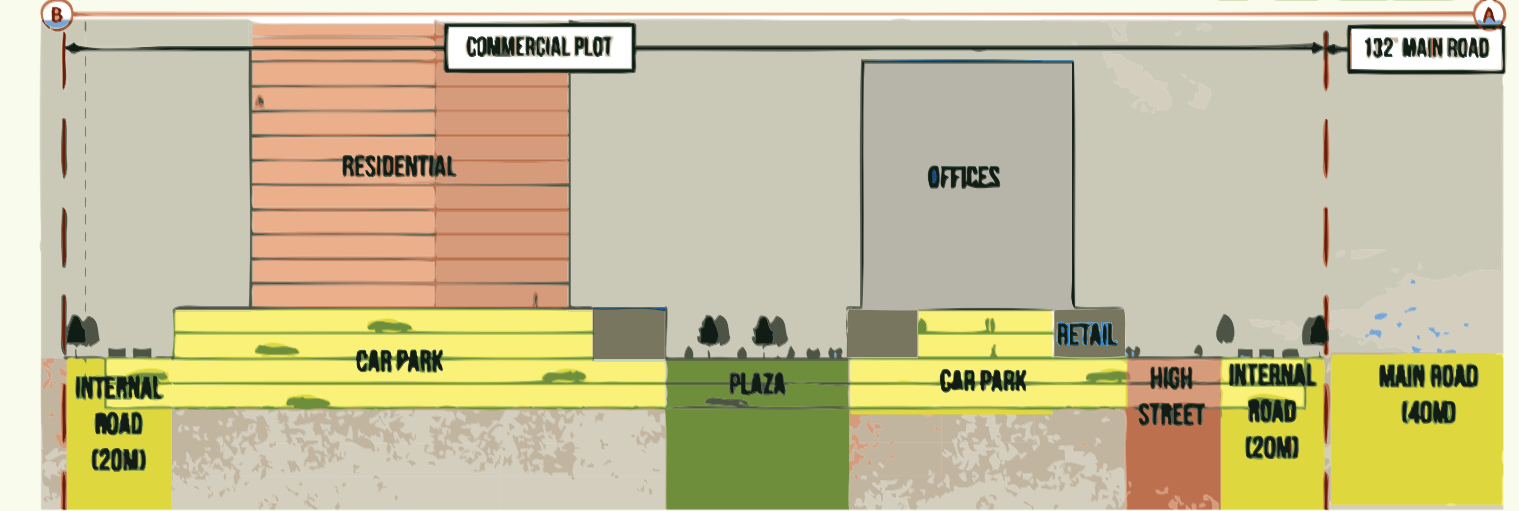 B
A
COMMERCIAL PLOT
132' MAIN ROAD
RESIDENTIAL
OFFICES
RETAIL
CAR PARK
INTERNAL
ROAD
(20M)
PLAZA
CAR PARK
HIGH
STREET
INTERNAL
ROAD
(20M)
MAIN ROAD
(40M)